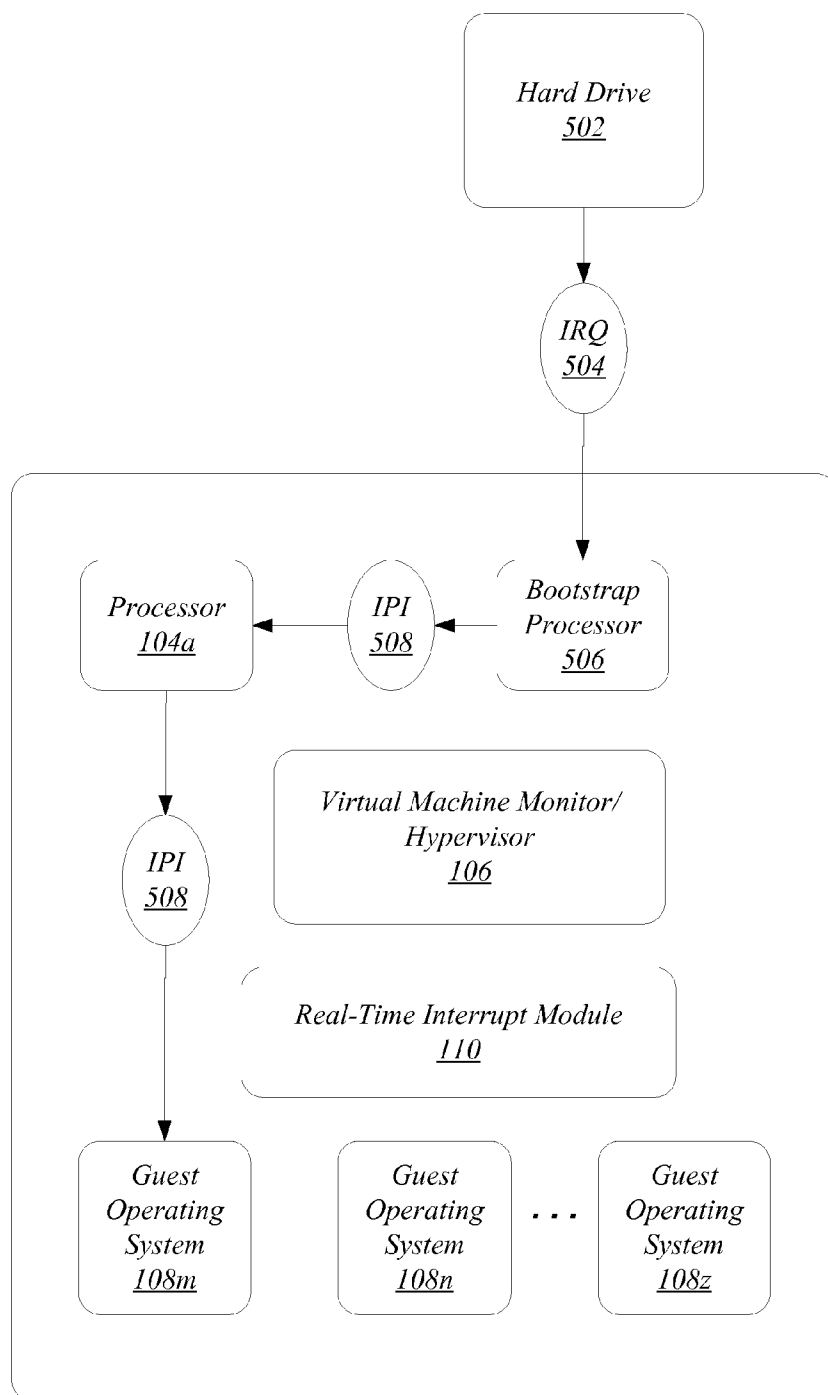 Hard Drive
502
IRQ
504
Processor
104a
IPI
508
Bootstrap
Processor
506
Virtual Machine Monitor/
Hypervisor
106
IPI
508
Real-Time Interrupt Module
110
Guest
Operating
System
108m
Guest
Operating
System
108n
. . .
Guest
Operating
System
108z